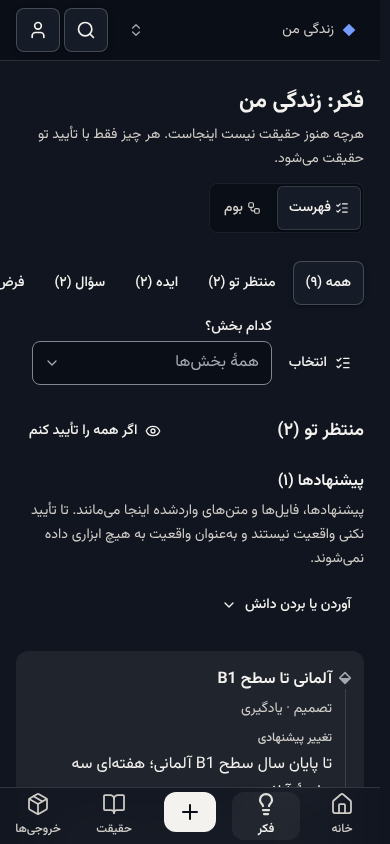 زندگی من
فکر: زندگی من
هرچه هنوز حقیقت نیست اینجاست. هر چیز فقط با تأیید تو
حقیقت می‌شود.
فهرست
بوم
همه (۹)
منتظر تو (۲)
ایده (۲)
سؤال (۲)
فرض
کدام بخش؟
انتخاب
همهٔ بخش‌ها
منتظر تو (۲)
اگر همه را تأیید کنم
پیشنهادها (۱)
پیشنهادها، فایل‌ها و متن‌های واردشده اینجا می‌مانند. تا تأیید
نکنی واقعیت نیستند و به‌عنوان واقعیت به هیچ ابزاری داده
نمی‌شوند.
آوردن یا بردن دانش
آلمانی تا سطح B1
تصمیم · یادگیری
تغییر پیشنهادی
تا پایان سال سطح B1 آلمانی؛ هفته‌ای سه
خانه
فکر
حقیقت
خروجی‌ها